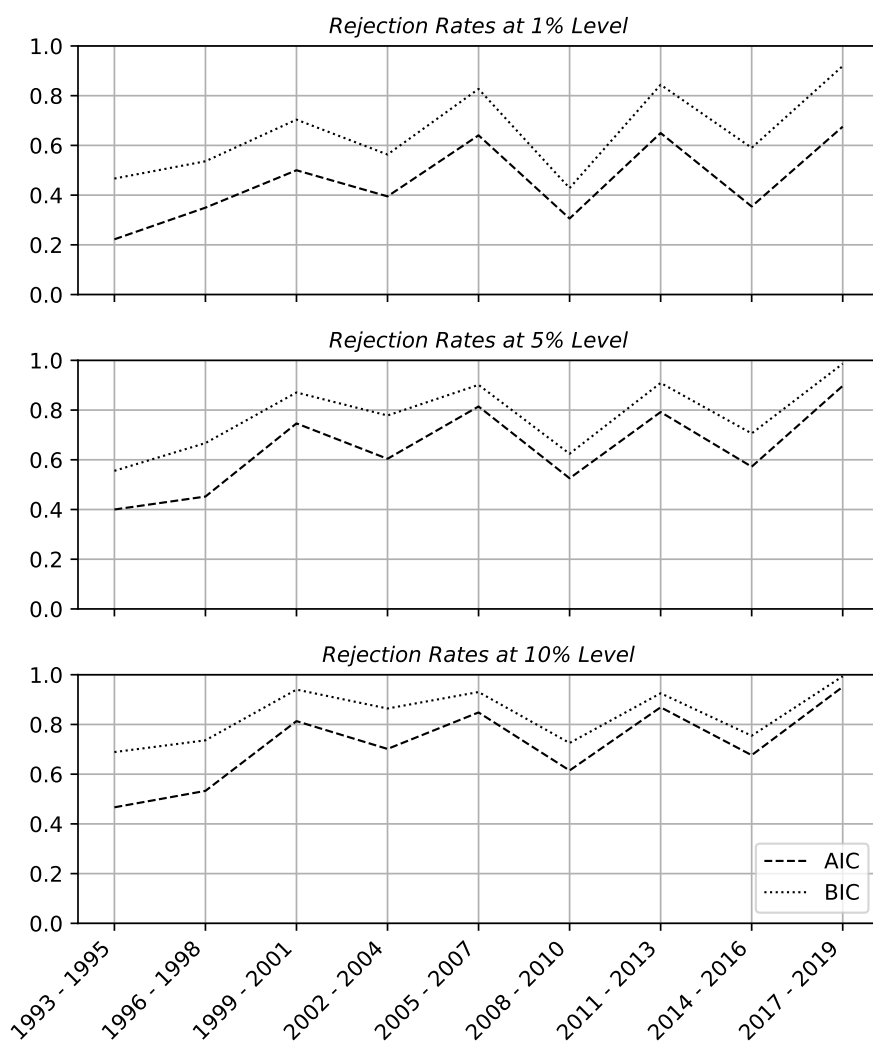 Rejection Rates at 1% Level
1.0
0.8
0.6
0.4
0.2
0.0
Rejection Rates at 5% Level
1.0
0.8
0.6
0.4
0.2
0.0
Rejection Rates at 10% Level
1.0
0.8
0.6
0.4
0.2
0.0
AIC
BIC
1993 - 1995
1996 - 1998
1999 - 2001
2002 - 2004
2005 - 2007
2008 - 2010
2011 - 2013
2014 - 2016
2017 - 2019